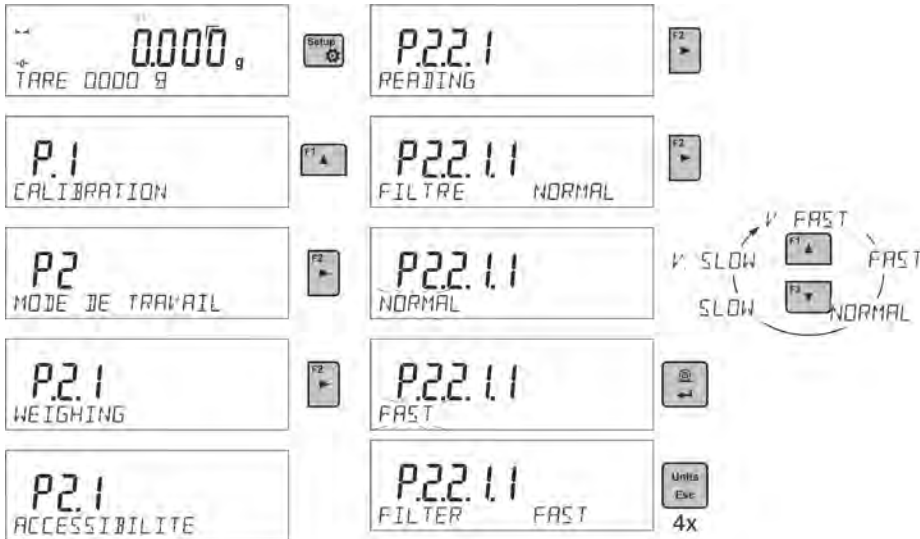 0.000 g
TARE 0000 g
Setup
P.1
CALIBRATION
F1
P2
MODE DE TRAVAIL
F2
P.2.1
WEIGHING
F2
P2.1
ACCESSIBILITE
P.2.2.1
READING
F2
P2.2.1.1
FILTRE NORMAL
F2
P.2.2.1.1
NORMAL
V FAST
F1
V. SLOW FAST
F3
SLOW NORMAL
P.2.2.1.1
FAST
P.2.2.1.1
FILTER FAST
Units
Esc
4x